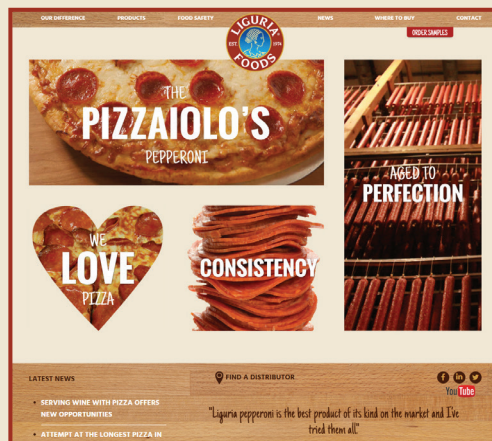 OUR DIFFERENCE PRODUCTS FOOD SAFETY NEWS WHERE TO BUY CONTACT
ORDER SAMPLES
LIGURIA
EST. 1974
FOODS
THE
PIZZAIOLO'S
PEPPERONI
AGED TO
PERFECTION
WE
LOVE
PIZZA
CONSISTENCY
LATEST NEWS
FIND A DISTRIBUTOR
YouTube
SERVING WINE WITH PIZZA OFFERS
NEW OPPORTUNITIES
ATTEMPT AT THE LONGEST PIZZA IN
"Liguria pepperoni is the best product of its kind on the market and I've
tried them all."